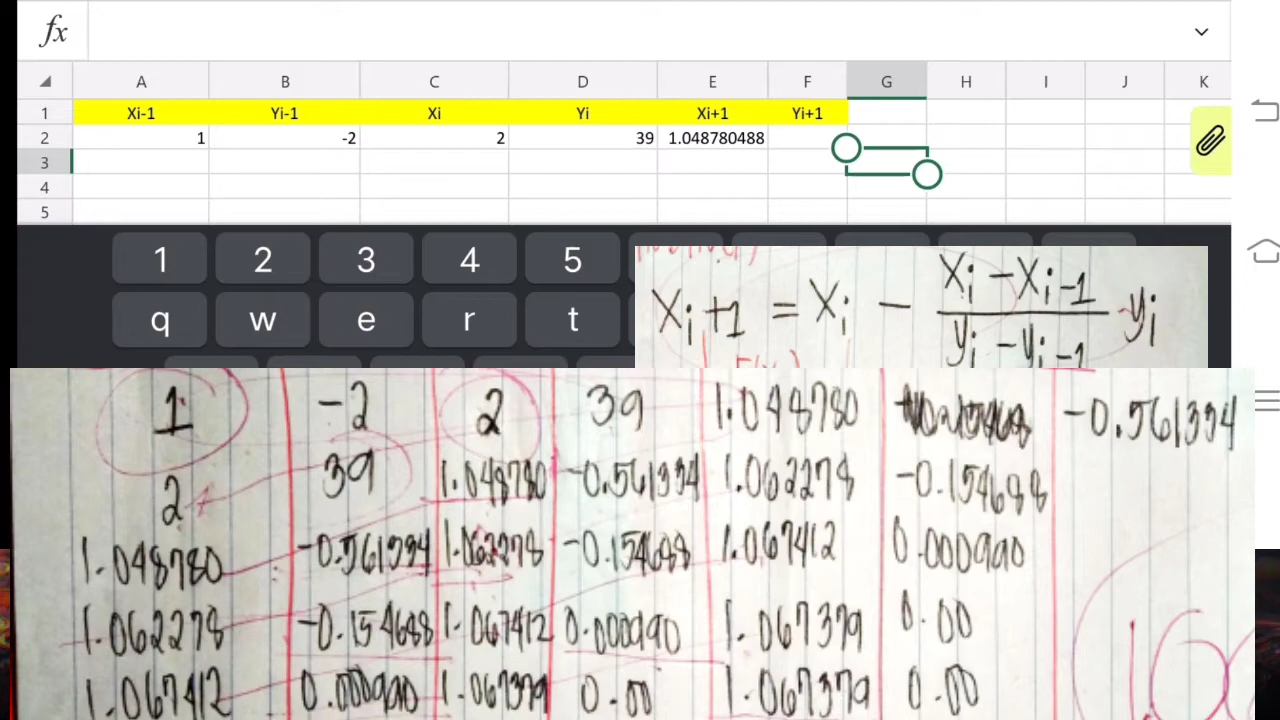 fx
A B C D E F G H I J K
1 Xi-1 Yi-1 Xi Yi Xi+1 Yi+1
2 1 -2 2 39 1.048780488
3
4
5
1 2 3 4 5
q w e r t
Xi+1 = Xi - Xi - Xi-1 / yi - yi-1 yi
1 -2 2 39 1.048780 -0.561334
2 39 1.048780 -0.561334 1.062278 -0.154688
1.048780 -0.561334 1.062278 -0.154688 1.067412 0.000990
1.062278 -0.154688 1.067412 0.000990 1.067379 0.00
1.067412 0.000990 1.067379 0.00 1.067379 0.00